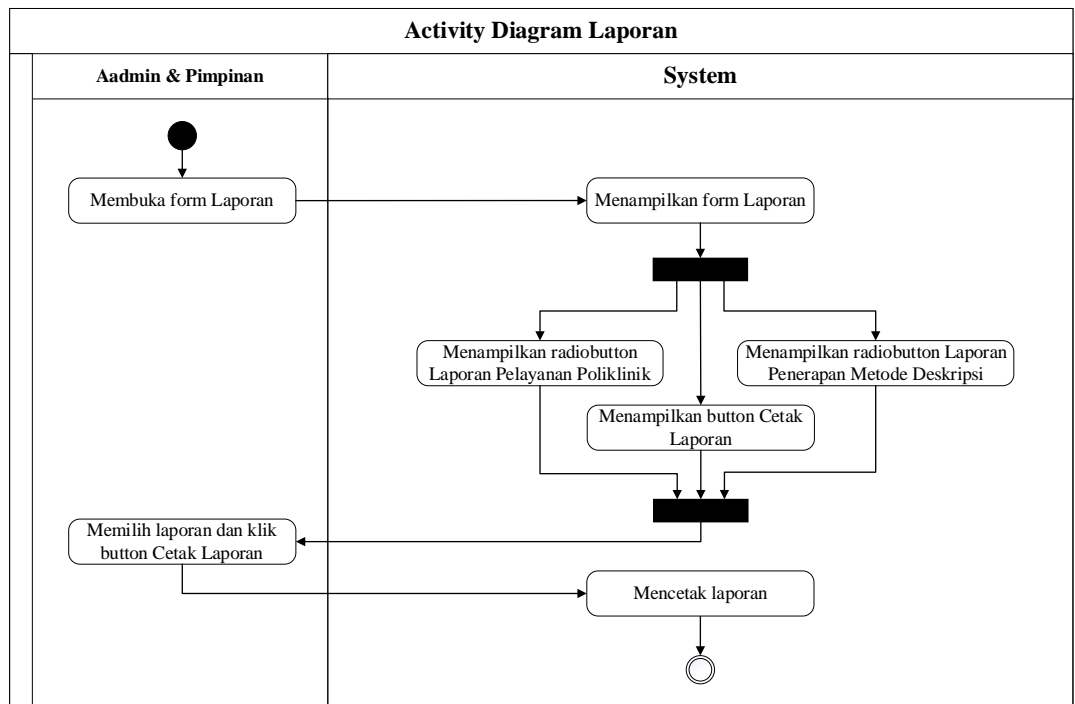 Activity Diagram Laporan
Aadmin & Pimpinan
System
Membuka form Laporan
Menampilkan form Laporan
Menampilkan radiobutton
Laporan Pelayanan Poliklinik
Menampilkan radiobutton Laporan
Penerapan Metode Deskripsi
Menampilkan button Cetak
Laporan
Memilih laporan dan klik
button Cetak Laporan
Mencetak laporan